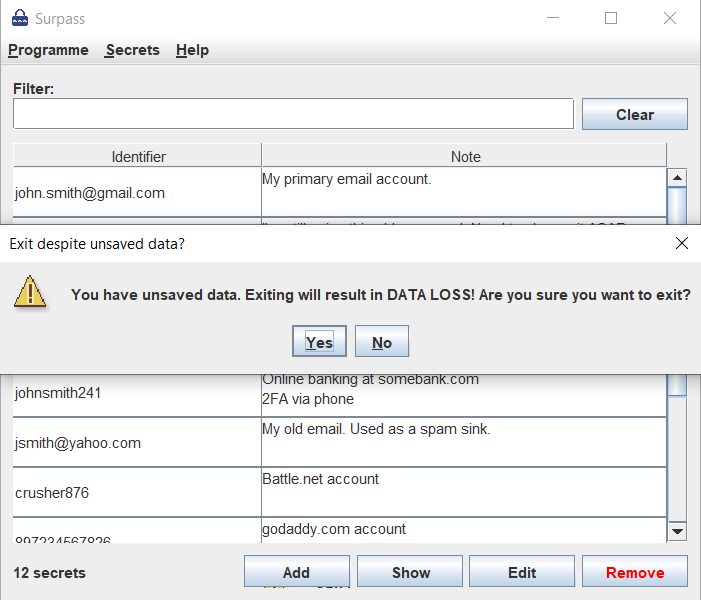 Surpass
Programme Secrets Help
Filter:
Clear
Identifier Note
john.smith@gmail.com My primary email account.
Exit despite unsaved data?
You have unsaved data. Exiting will result in DATA LOSS! Are you sure you want to exit?
Yes No
johnsmith241 Online banking at somebank.com
2FA via phone
jsmith@yahoo.com My old email. Used as a spam sink.
crusher876 Battle.net account
897234567826 godaddy.com account
12 secrets Add Show Edit Remove